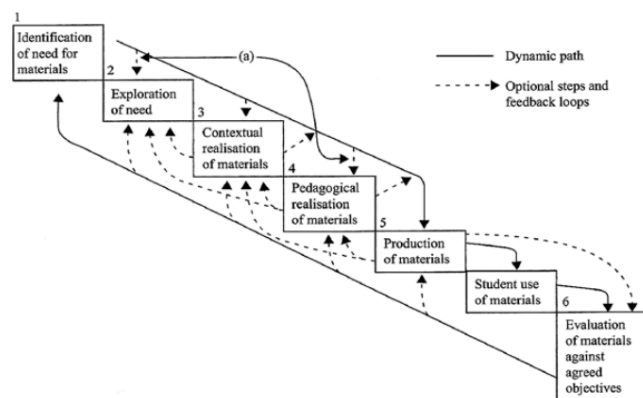 1
Identification
of need for
materials
(a)
Dynamic path
Optional steps and
feedback loops
2
Exploration
of need
3
Contextual
realisation
of materials
4
Pedagogical
realisation
of materials
5
Production
of materials
Student use
of materials
6
Evaluation
of materials
against
agreed
objectives